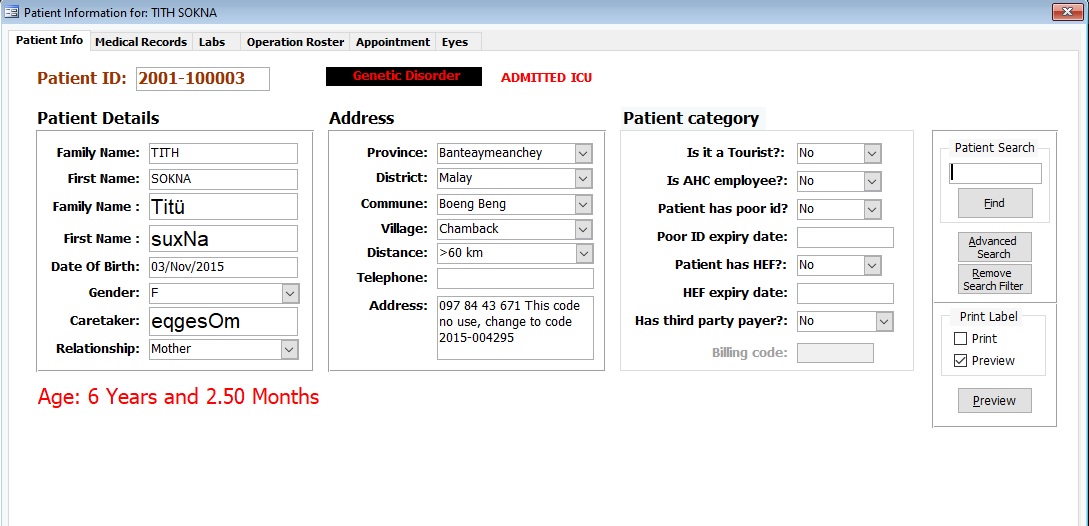 Patient Information for: TITH SOKNA
Patient Info Medical Records Labs Operation Roster Appointment Eyes
Patient ID: 2001-100003 Genetic Disorder ADMITTED ICU
Patient Details
Family Name: TITH
First Name: SOKNA
Family Name : Titü
First Name : suxNa
Date Of Birth: 03/Nov/2015
Gender: F
Caretaker: eqgesOm
Relationship: Mother
Age: 6 Years and 2.50 Months
Address
Province: Banteaymeanchey
District: Malay
Commune: Boeng Beng
Village: Chamback
Distance: >60 km
Telephone:
Address: 097 84 43 671 This code
no use, change to code
2015-004295
Patient category
Is it a Tourist?: No
Is AHC employee?: No
Patient has poor id? No
Poor ID expiry date:
Patient has HEF?: No
HEF expiry date:
Has third party payer?: No
Billing code:
Patient Search
Find
Advanced
Search
Remove
Search Filter
Print Label
Print
Preview
Preview